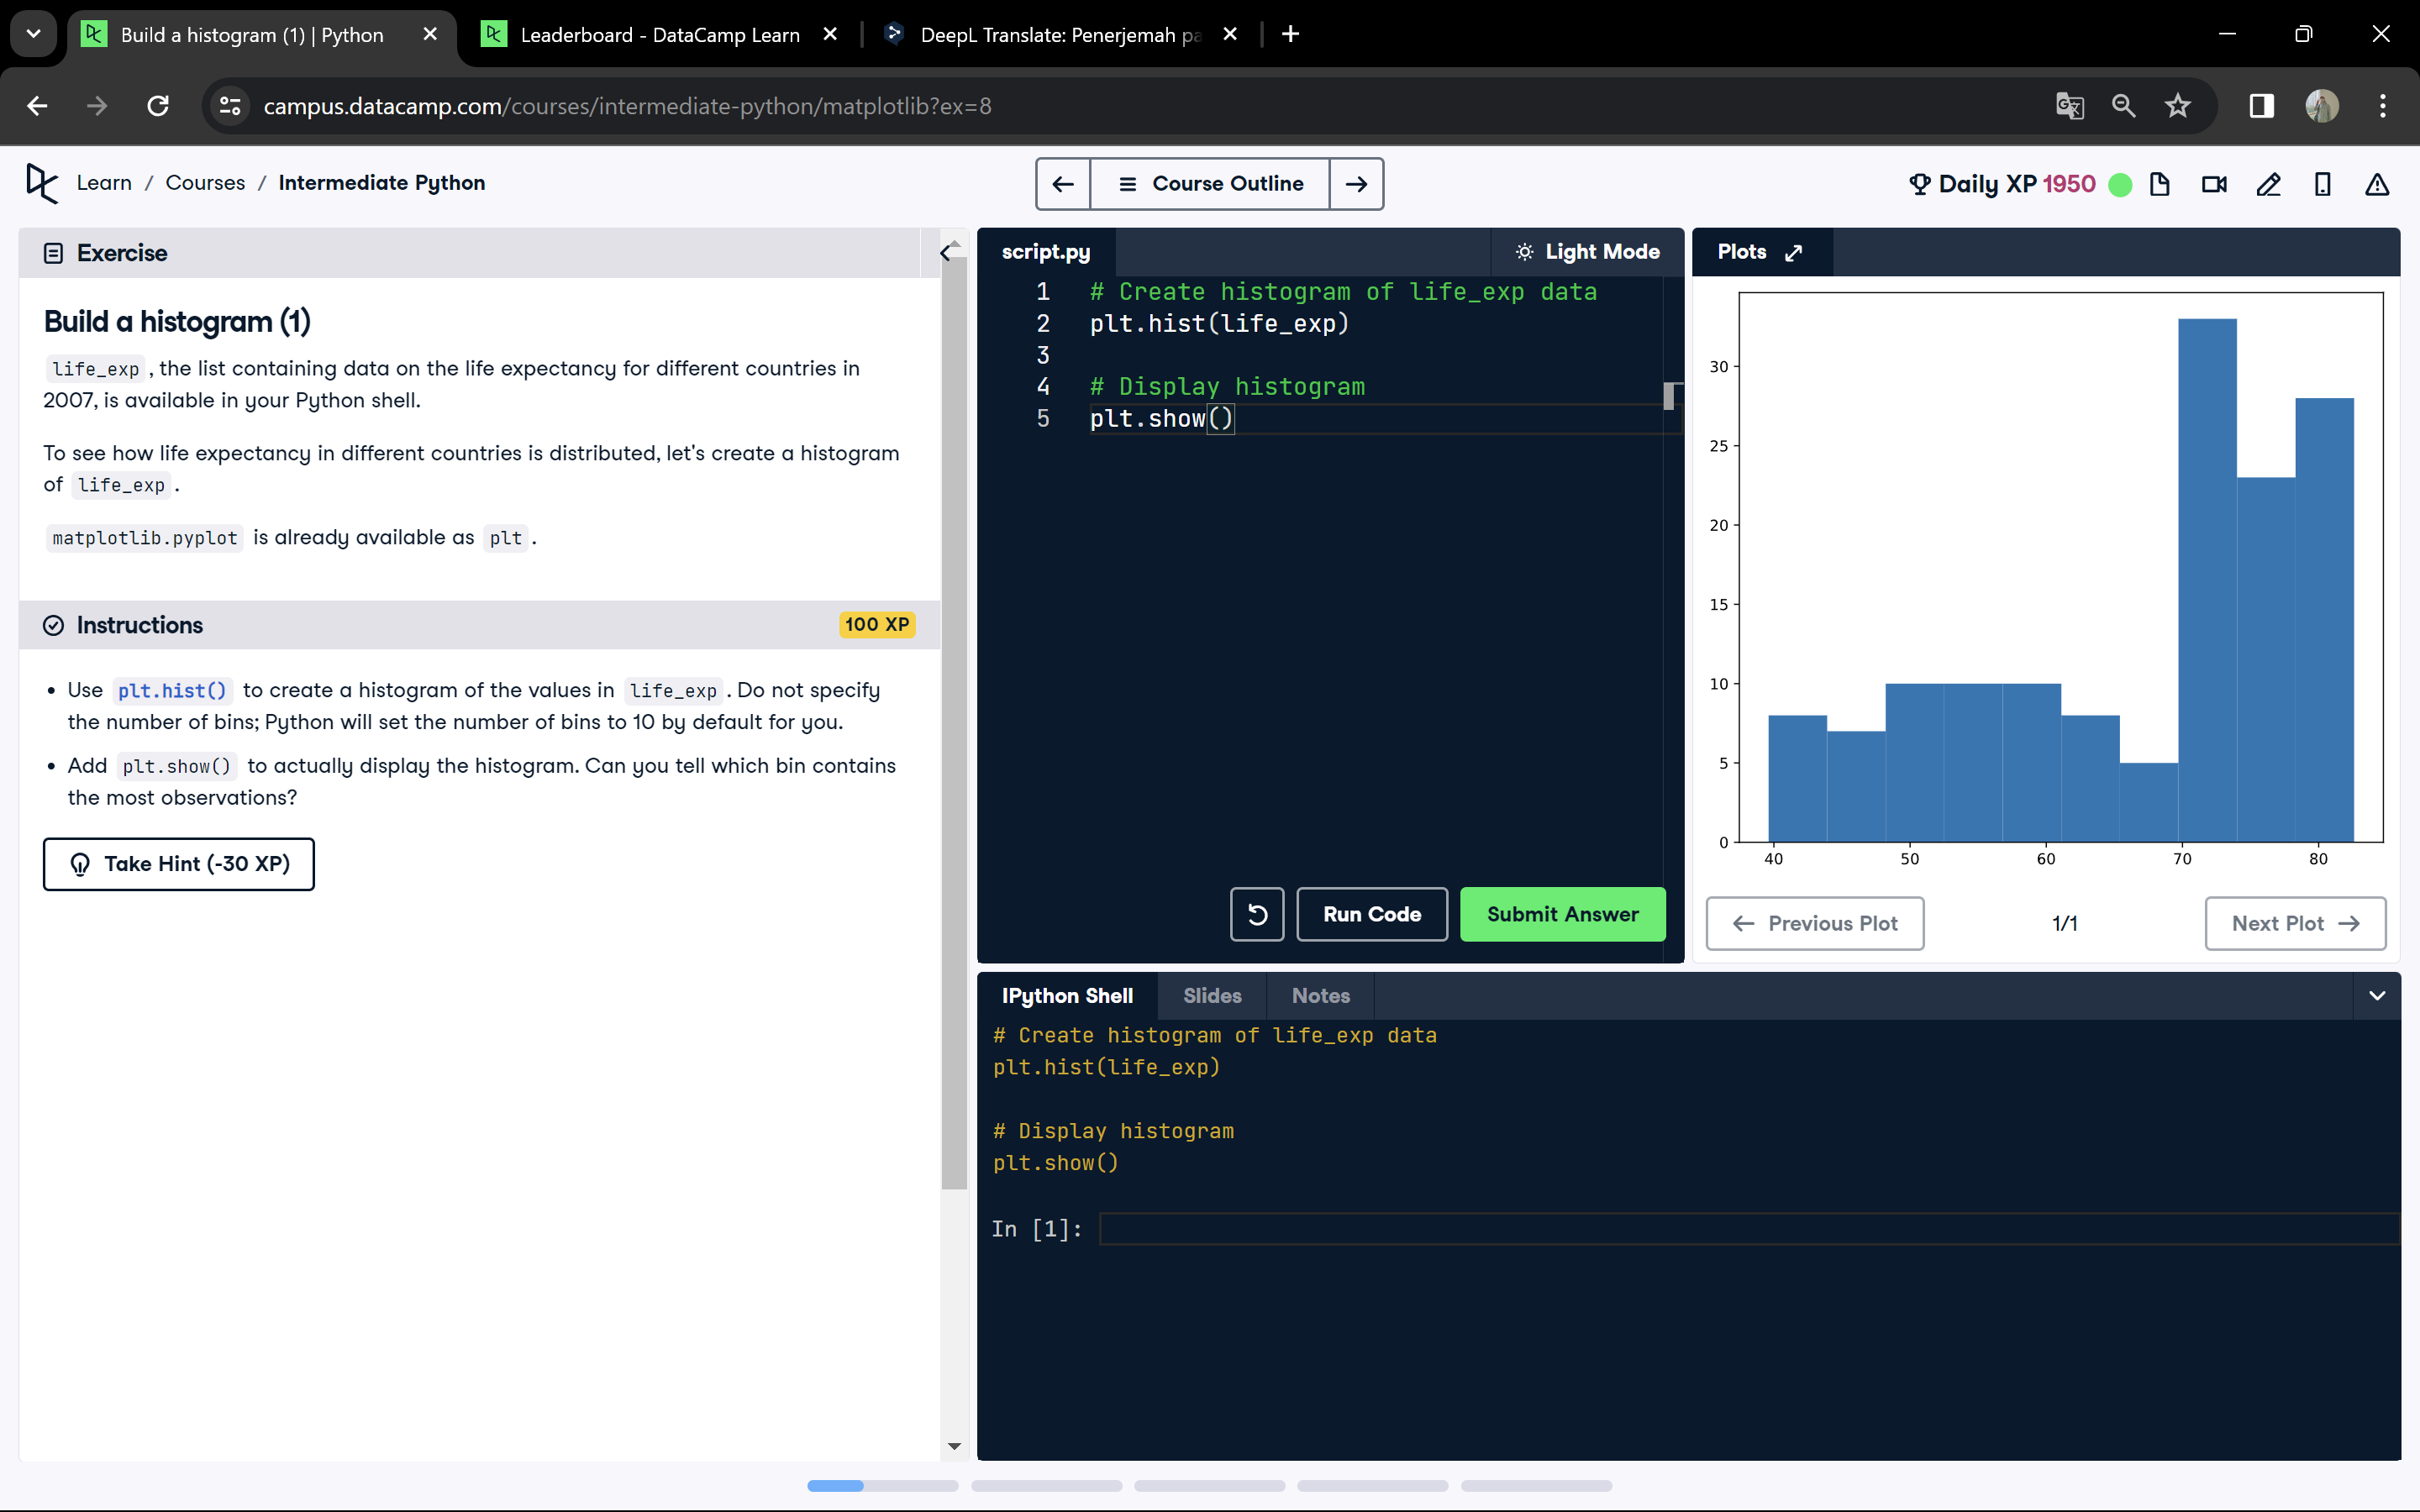 Build a histogram (1) | Python
Leaderboard - DataCamp Learn
DeepL Translate: Penerjemah pa
campus.datacamp.com/courses/intermediate-python/matplotlib?ex=8
Learn / Courses / Intermediate Python
Course Outline
Daily XP 1950
Exercise
Build a histogram (1)
life_exp, the list containing data on the life expectancy for different countries in
2007, is available in your Python shell.
To see how life expectancy in different countries is distributed, let's create a histogram
of life_exp.
matplotlib.pyplot is already available as plt.
Instructions
100 XP
• Use plt.hist() to create a histogram of the values in life_exp. Do not specify
the number of bins; Python will set the number of bins to 10 by default for you.
• Add plt.show() to actually display the histogram. Can you tell which bin contains
the most observations?
Take Hint (-30 XP)
script.py
Light Mode
1 # Create histogram of life_exp data
2 plt.hist(life_exp)
3
4 # Display histogram
5 plt.show()
Run Code
Submit Answer
Plots
30
25
20
15
10
5
0
40 50 60 70 80
Previous Plot
1/1
Next Plot
IPython Shell
Slides
Notes
# Create histogram of life_exp data
plt.hist(life_exp)
# Display histogram
plt.show()
In [1]: